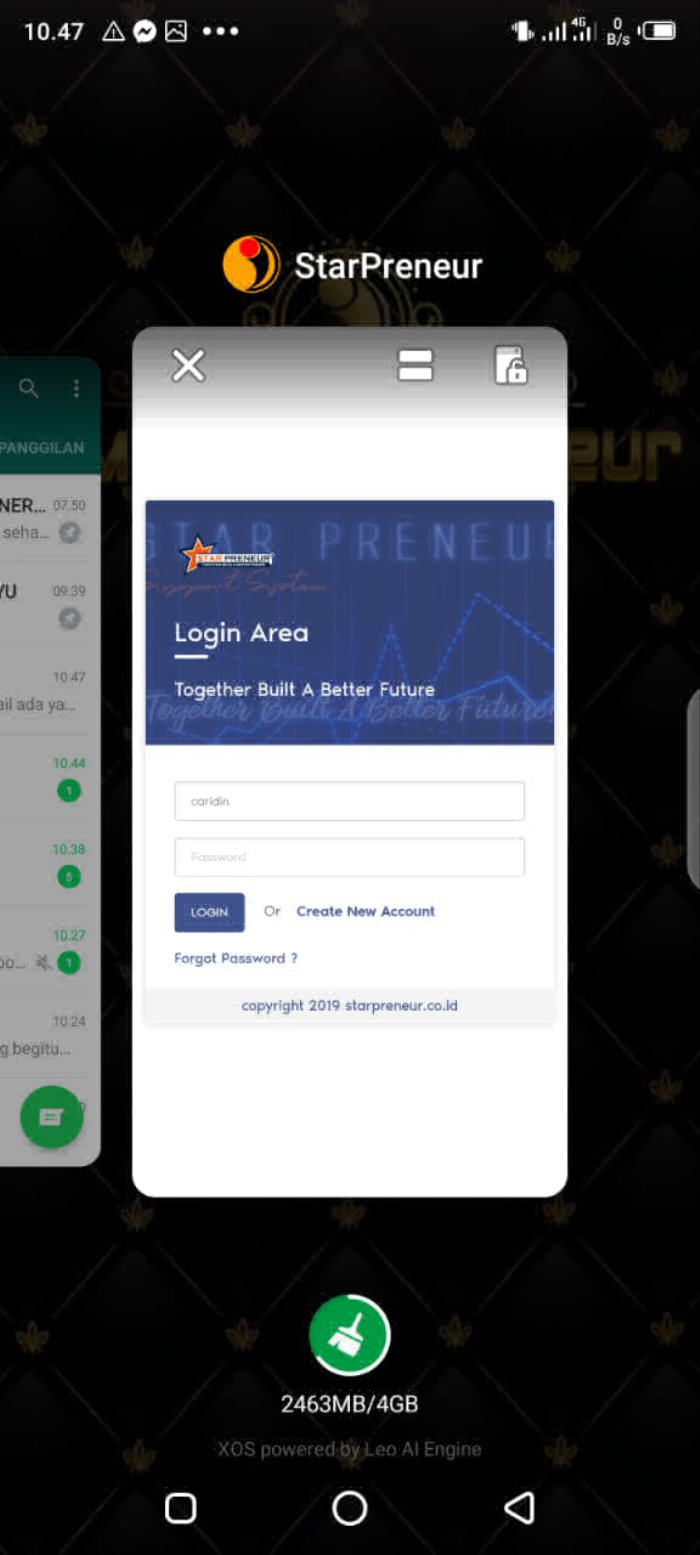 10.47
4G
0
B/s
StarPreneur
PANGGILAN
NER... 07.50
seha...
YU 09.39
10.47
ail ada ya...
10.44
1
10.38
5
10.27
oo... 1
10.24
g begitu...
eur
STAR PRENEUR
STAR PRENEUR
Support System
Login Area
Together Built A Better Future
Together Built A Better Future!
caridin
Password
LOGIN Or Create New Account
Forgot Password ?
copyright 2019 starpreneur.co.id
2463MB/4GB
XOS powered by Leo AI Engine